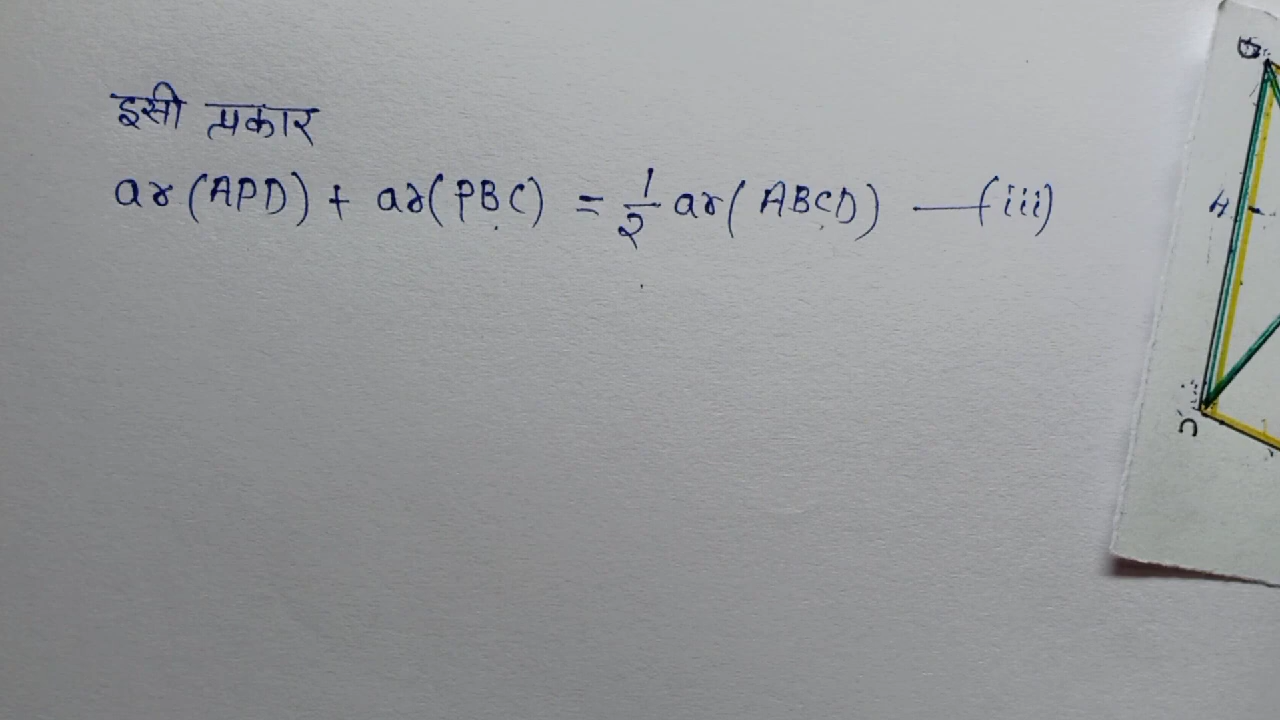 इसी प्रकार
ar (APD) + ar (PBC) = 1/2 ar (ABCD) — (iii)